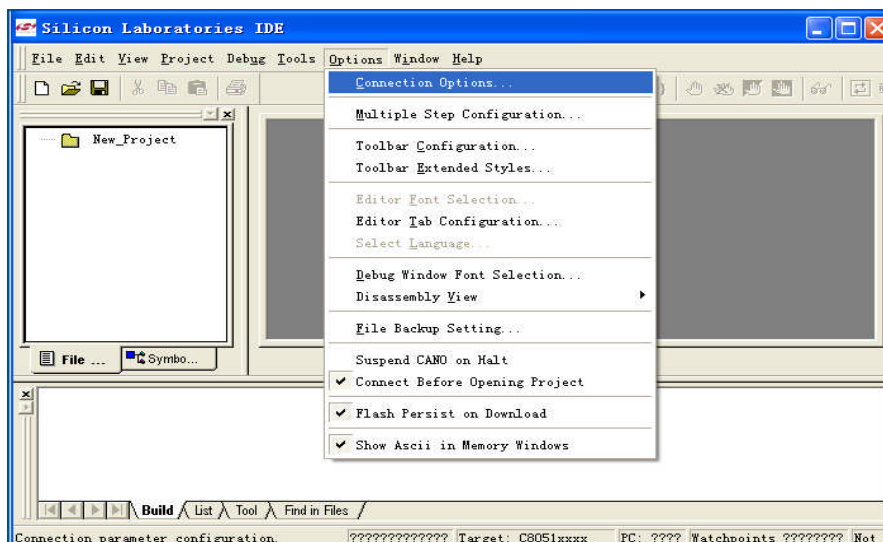 Silicon Laboratories IDE
File Edit View Project Debug Tools Options Window Help
Connection Options...
Multiple Step Configuration...
New_Project
Toolbar Configuration...
Toolbar Extended Styles...
Editor Font Selection...
Editor Tab Configuration...
Select Language...
Debug Window Font Selection...
Disassembly View
File Backup Setting...
File ... Symbo...
Suspend CANO on Halt
Connect Before Opening Project
Flash Persist on Download
Show Ascii in Memory Windows
Build List Tool Find in Files
Connection parameter configuration. ????????????? Target: C8051xxxx PC: ???? Watchpoints ???????? Not